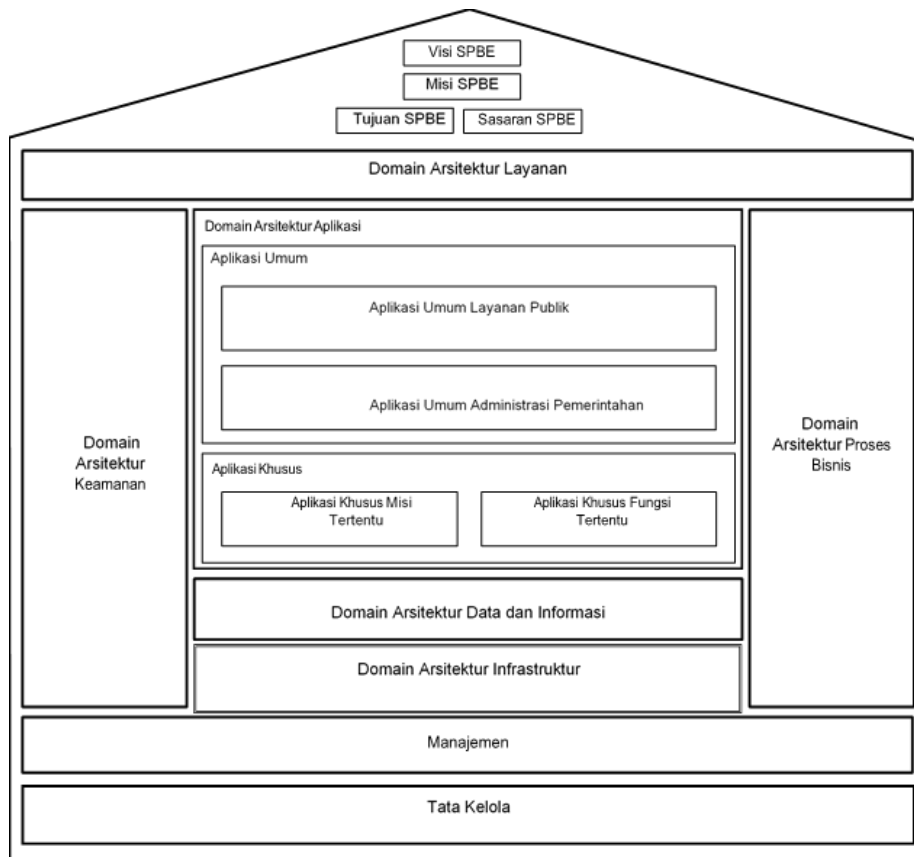 Visi SPBE
Misi SPBE
Tujuan SPBE
Sasaran SPBE
Domain Arsitektur Layanan
Domain Arsitektur Aplikasi
Aplikasi Umum
Aplikasi Umum Layanan Publik
Aplikasi Umum Administrasi Pemerintahan
Domain
Arsitektur
Keamanan
Domain
Arsitektur Proses
Bisnis
Aplikasi Khusus
Aplikasi Khusus Misi
Tertentu
Aplikasi Khusus Fungsi
Tertentu
Domain Arsitektur Data dan Informasi
Domain Arsitektur Infrastruktur
Manajemen
Tata Kelola